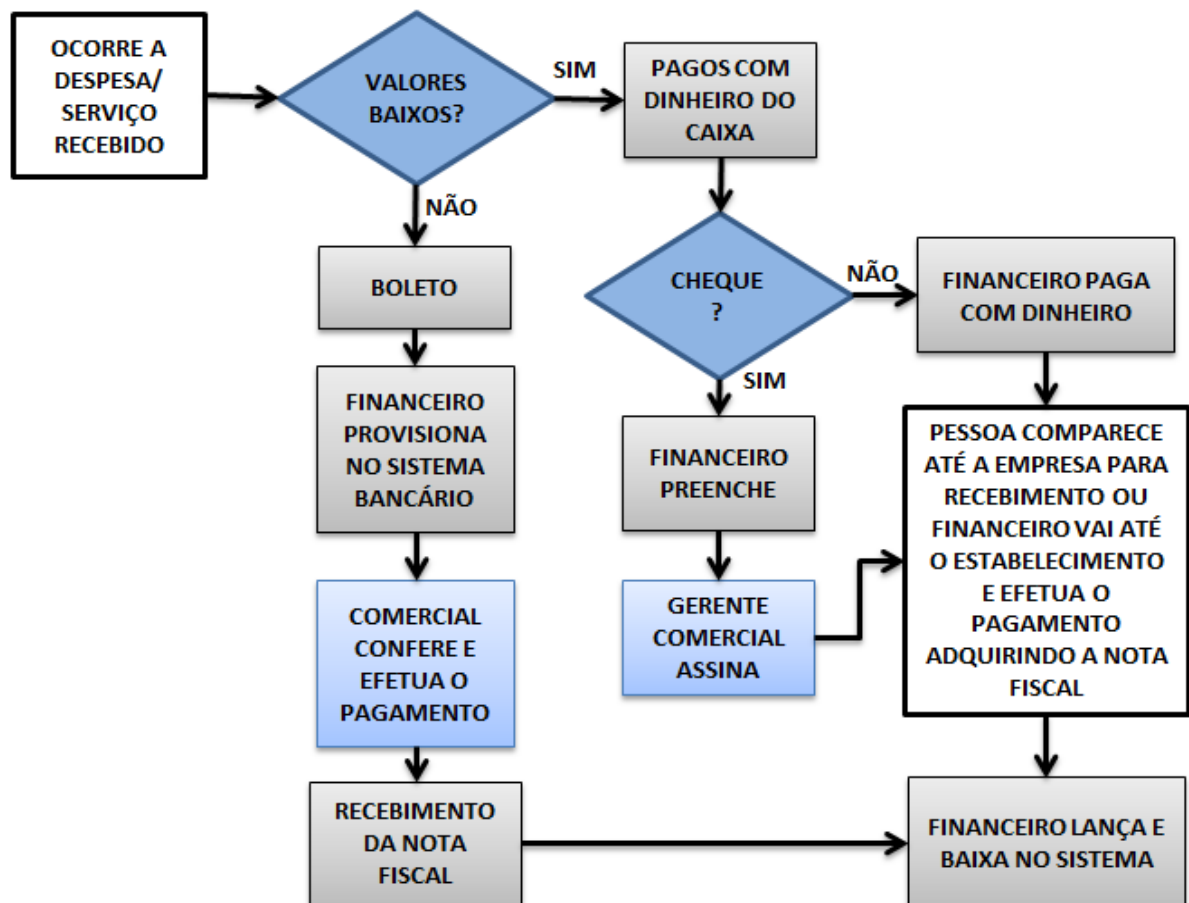 OCORRE A
DESPESA/
SERVIÇO
RECEBIDO
VALORES
BAIXOS?
SIM
PAGOS COM
DINHEIRO DO
CAIXA
NÃO
BOLETO
CHEQUE
?
NÃO
FINANCEIRO PAGA
COM DINHEIRO
SIM
FINANCEIRO
PROVISIONA
NO SISTEMA
BANCÁRIO
FINANCEIRO
PREENCHE
PESSOA COMPARECE
ATÉ A EMPRESA PARA
RECEBIMENTO OU
FINANCEIRO VAI ATÉ
O ESTABELECIMENTO
E EFETUA O
PAGAMENTO
ADQUIRINDO A NOTA
FISCAL
COMERCIAL
CONFERE E
EFETUA O
PAGAMENTO
GERENTE
COMERCIAL
ASSINA
RECEBIMENTO
DA NOTA
FISCAL
FINANCEIRO LANÇA E
BAIXA NO SISTEMA